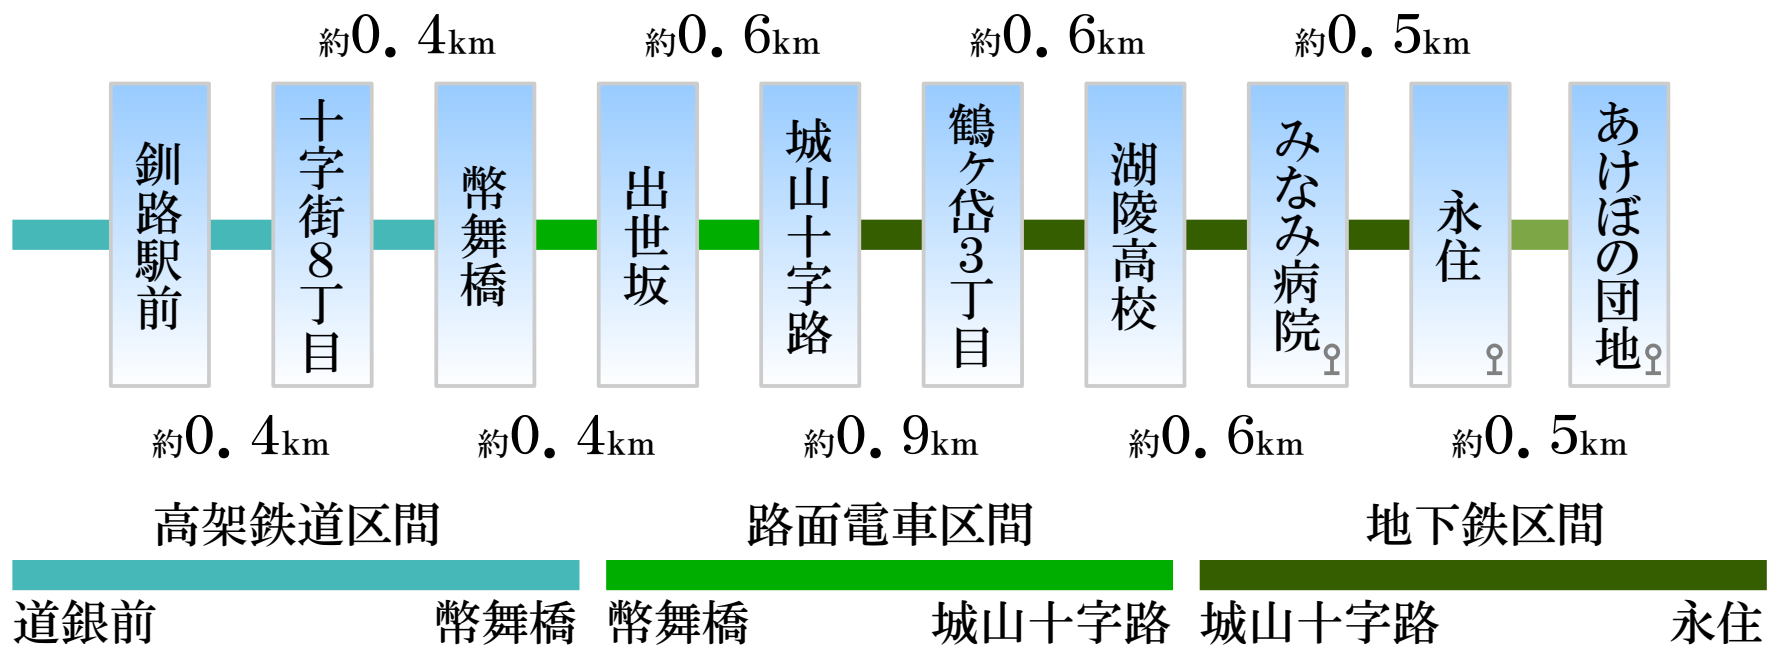 約0.4km
約0.6km
約0.6km
約0.5km
釧路駅前
十字街8丁目
幣舞橋
出世坂
城山十字路
鶴ヶ岱3丁目
湖陵高校
みなみ病院
永住
あけぼの団地
約0.4km
約0.4km
約0.9km
約0.6km
約0.5km
高架鉄道区間
路面電車区間
地下鉄区間
道銀前
幣舞橋
幣舞橋
城山十字路
城山十字路
永住